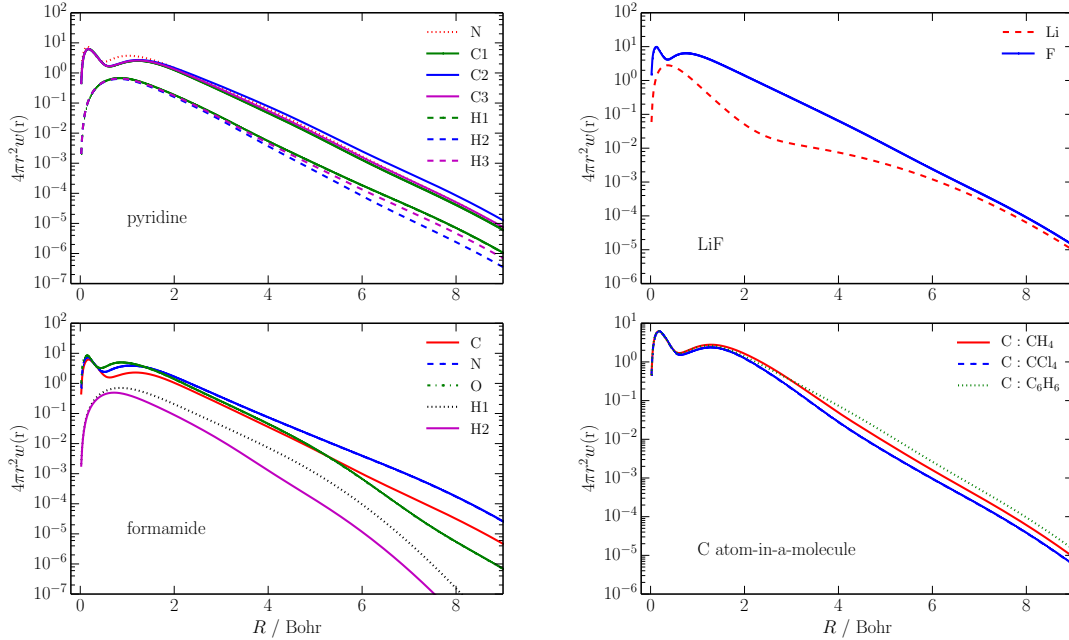 10^2
10^1
10^0
10^−1
10^−2
10^−3
10^−4
10^−5
10^−6
10^−7
4πr^2w(r)
N
C1
C2
C3
H1
H2
H3
pyridine
0 2 4 6 8
10^2
10^1
10^0
10^−1
10^−2
10^−3
10^−4
10^−5
10^−6
4πr^2w(r)
Li
F
LiF
0 2 4 6 8
10^2
10^1
10^0
10^−1
10^−2
10^−3
10^−4
10^−5
10^−6
10^−7
4πr^2w(r)
C
N
O
H1
H2
formamide
0 2 4 6 8
R / Bohr
10^1
10^0
10^−1
10^−2
10^−3
10^−4
10^−5
10^−6
4πr^2w(r)
C : CH_4
C : CCl_4
C : C_6H_6
C atom-in-a-molecule
0 2 4 6 8
R / Bohr